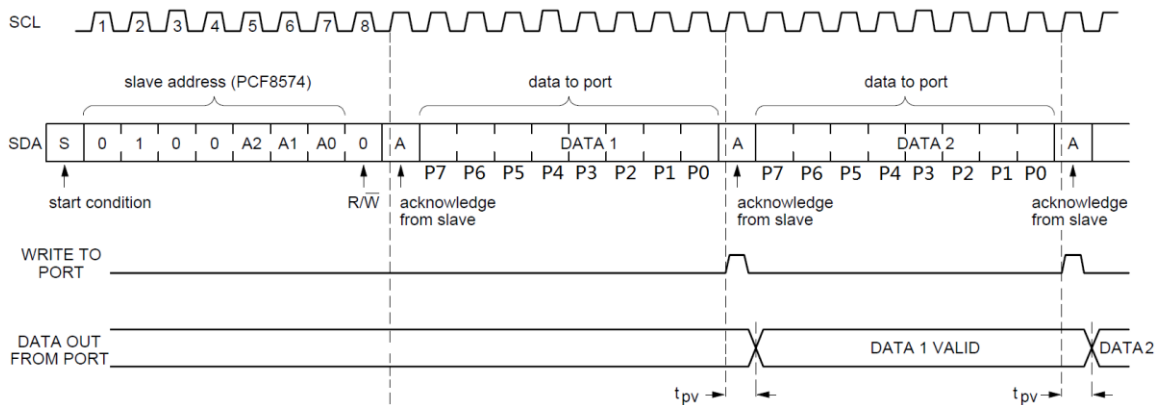 SCL 1 2 3 4 5 6 7 8
slave address (PCF8574) data to port data to port
SDA S 0 1 0 0 A2 A1 A0 0 A DATA 1 A DATA 2 A
P7 P6 P5 P4 P3 P2 P1 P0 P7 P6 P5 P4 P3 P2 P1 P0
start condition R/W̅ acknowledge from slave acknowledge from slave acknowledge from slave
WRITE TO
PORT
DATA OUT
FROM PORT
DATA 1 VALID DATA2
tpv tpv